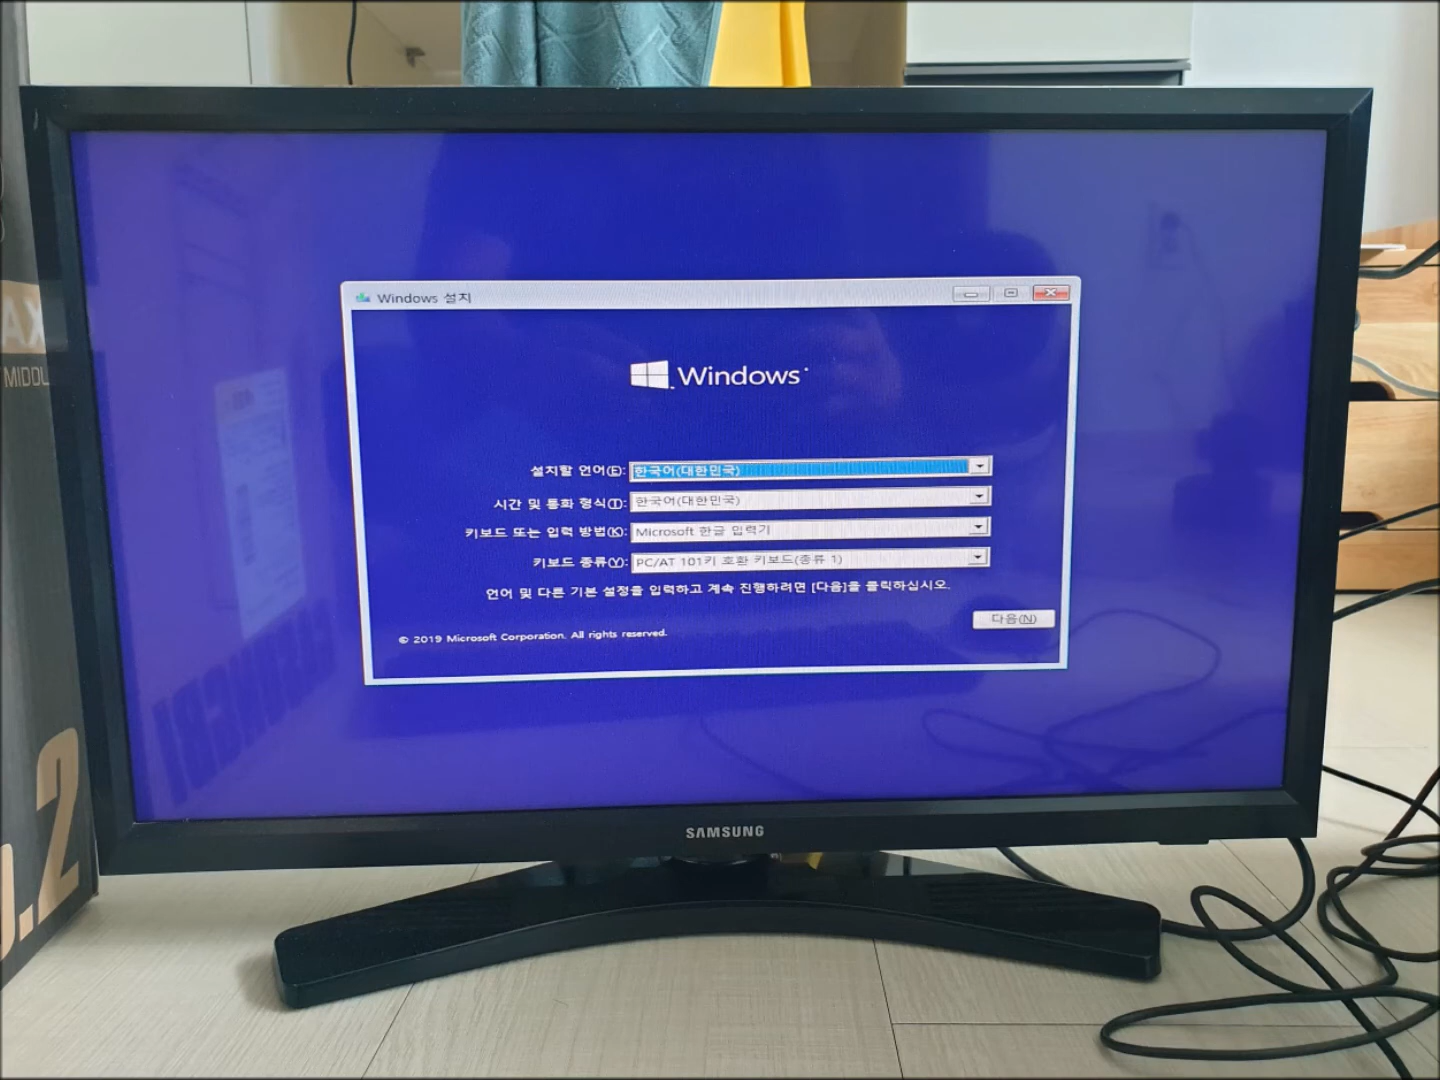 Windows 설치
Windows
설치할 언어(E): 한국어(대한민국)
시간 및 통화 형식(T): 한국어(대한민국)
키보드 또는 입력 방법(K): Microsoft 한글 입력기
키보드 종류(Y): PC/AT 101키 호환 키보드(종류 1)
언어 및 다른 기본 설정을 입력하고 계속 진행하려면 [다음]을 클릭하십시오.
다음(N)
© 2019 Microsoft Corporation. All rights reserved.
SAMSUNG